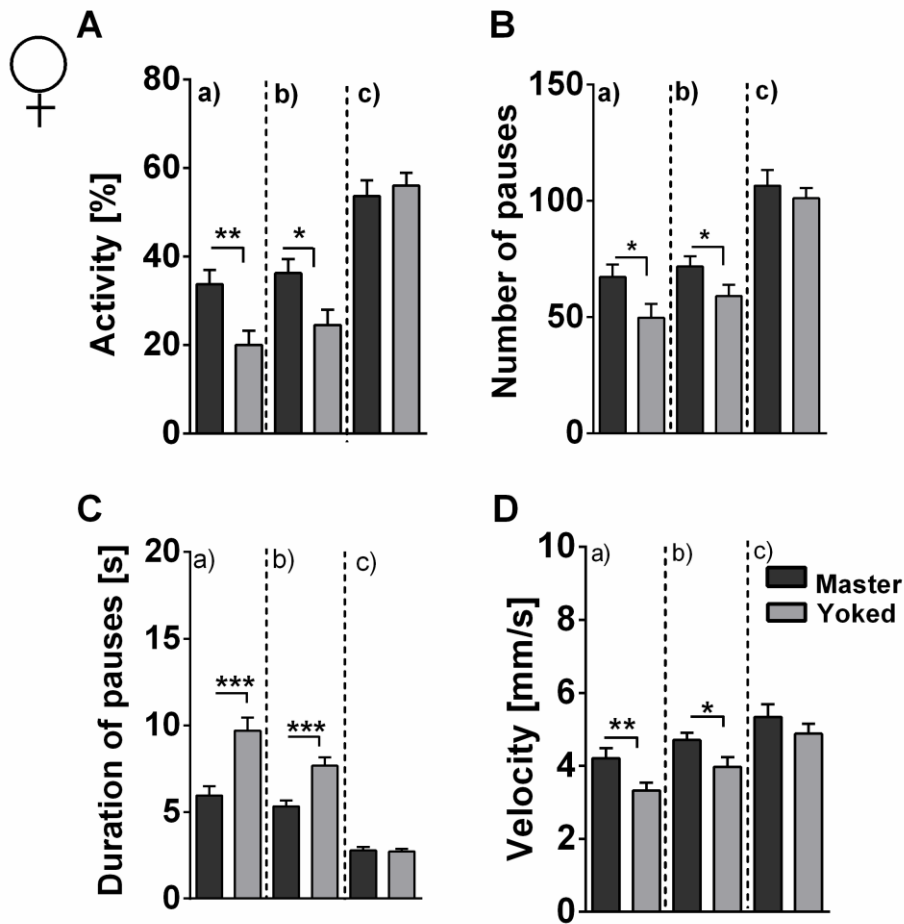 A
Activity [%]
80
60
40
20
0
a)
b)
c)
**
*
B
Number of pauses
150
100
50
0
a)
b)
c)
*
*
C
Duration of pauses [s]
20
15
10
5
0
a)
b)
c)
***
***
D
Velocity [mm/s]
10
8
6
4
2
0
a)
b)
c)
**
*
Master
Yoked